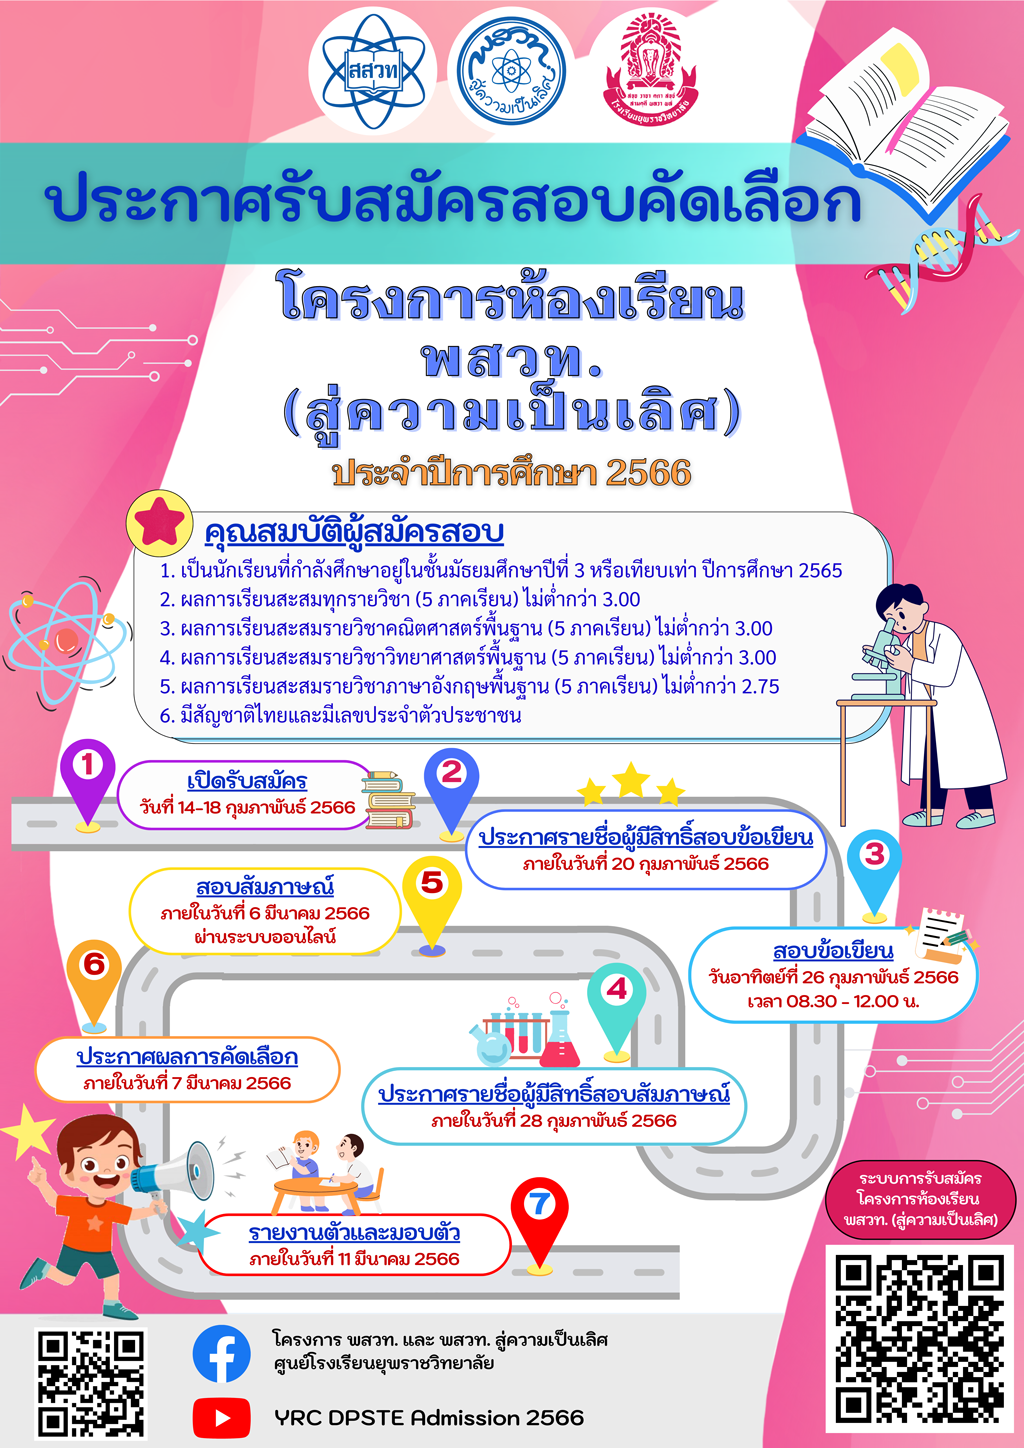 สสวท
พสวท.
สู่ความเป็นเลิศ
โรงเรียนยุพราชวิทยาลัย
ประกาศรับสมัครสอบคัดเลือก
โครงการห้องเรียน
พสวท.
(สู่ความเป็นเลิศ)
ประจำปีการศึกษา 2566
คุณสมบัติผู้สมัครสอบ
1. เป็นนักเรียนที่กำลังศึกษาอยู่ในชั้นมัธยมศึกษาปีที่ 3 หรือเทียบเท่า ปีการศึกษา 2565
2. ผลการเรียนสะสมทุกรายวิชา (5 ภาคเรียน) ไม่ต่ำกว่า 3.00
3. ผลการเรียนสะสมรายวิชาคณิตศาสตร์พื้นฐาน (5 ภาคเรียน) ไม่ต่ำกว่า 3.00
4. ผลการเรียนสะสมรายวิชาวิทยาศาสตร์พื้นฐาน (5 ภาคเรียน) ไม่ต่ำกว่า 3.00
5. ผลการเรียนสะสมรายวิชาภาษาอังกฤษพื้นฐาน (5 ภาคเรียน) ไม่ต่ำกว่า 2.75
6. มีสัญชาติไทยและมีเลขประจำตัวประชาชน
1
เปิดรับสมัคร
วันที่ 14-18 กุมภาพันธ์ 2566
2
ประกาศรายชื่อผู้มีสิทธิ์สอบข้อเขียน
ภายในวันที่ 20 กุมภาพันธ์ 2566
3
สอบข้อเขียน
วันอาทิตย์ที่ 26 กุมภาพันธ์ 2566
เวลา 08.30 - 12.00 น.
4
ประกาศรายชื่อผู้มีสิทธิ์สอบสัมภาษณ์
ภายในวันที่ 28 กุมภาพันธ์ 2566
5
สอบสัมภาษณ์
ภายในวันที่ 6 มีนาคม 2566
ผ่านระบบออนไลน์
6
ประกาศผลการคัดเลือก
ภายในวันที่ 7 มีนาคม 2566
7
รายงานตัวและมอบตัว
ภายในวันที่ 11 มีนาคม 2566
ระบบการรับสมัคร
โครงการห้องเรียน
พสวท. (สู่ความเป็นเลิศ)
โครงการ พสวท. และ พสวท. สู่ความเป็นเลิศ
ศูนย์โรงเรียนยุพราชวิทยาลัย
YRC DPSTE Admission 2566